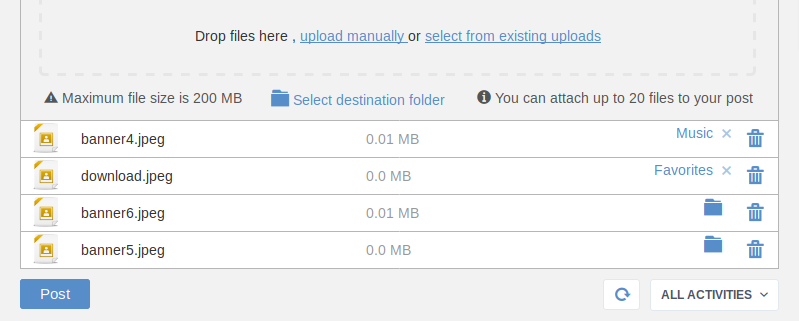 Drop files here , upload manually or select from existing uploads
Maximum file size is 200 MB Select destination folder You can attach up to 20 files to your post
banner4.jpeg 0.01 MB Music ×
download.jpeg 0.0 MB Favorites ×
banner6.jpeg 0.01 MB
banner5.jpeg 0.0 MB
Post ALL ACTIVITIES